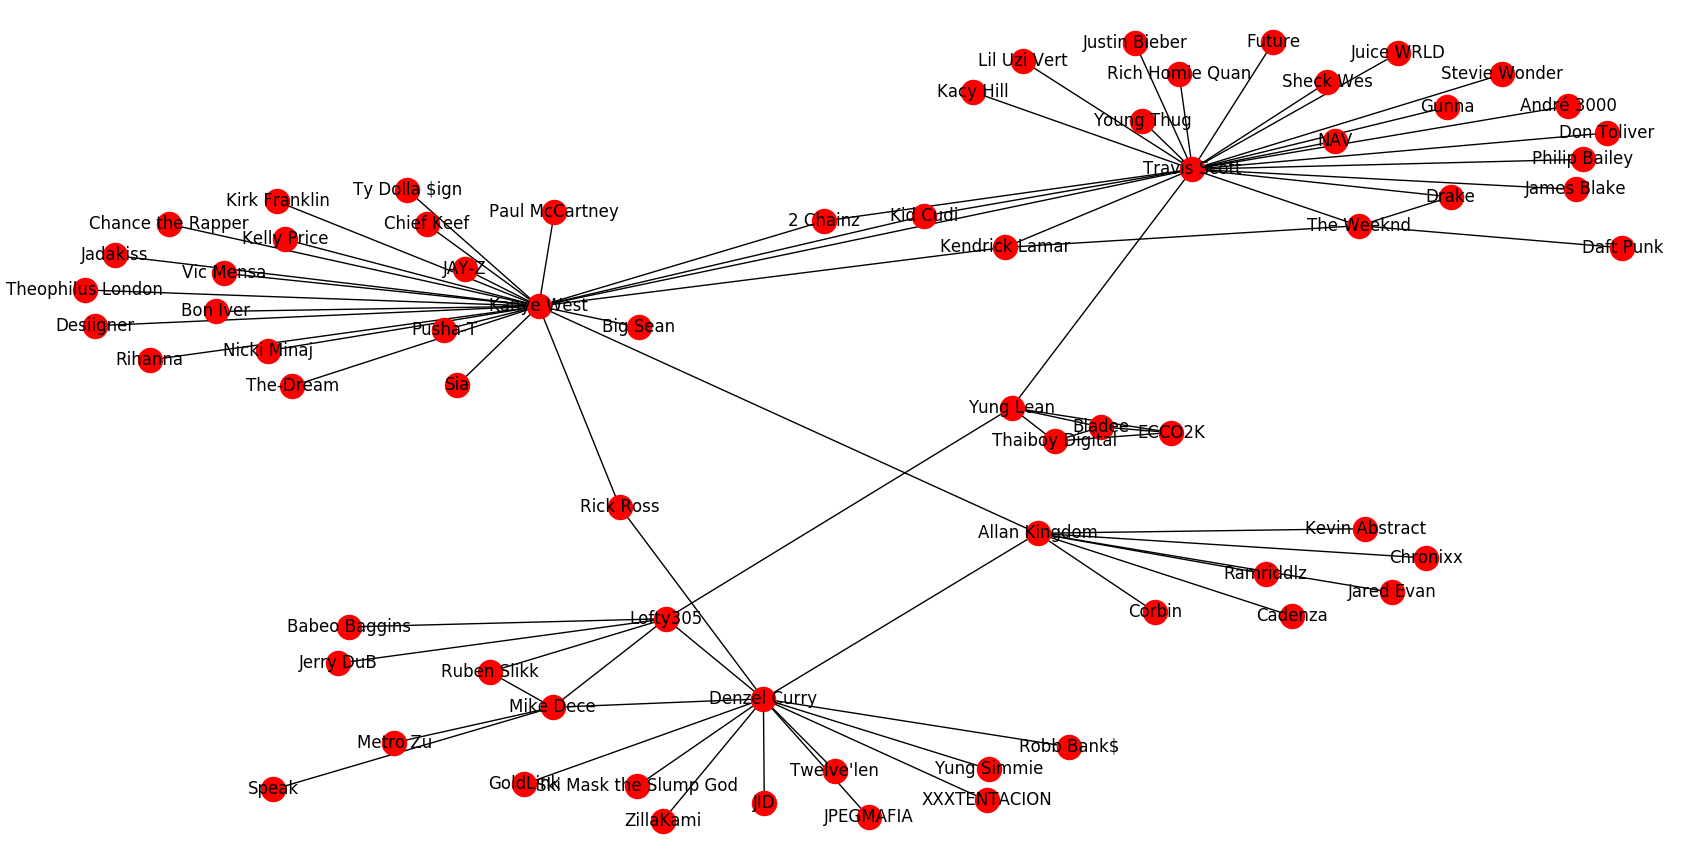 Justin Bieber
Future
Juice WRLD
Lil Uzi Vert
Rich Homie Quan
Sheck Wes
Stevie Wonder
Kacy Hill
Gunna
André 3000
Young Thug
Don Toliver
NAV
Philip Bailey
Travis Scott
James Blake
Ty Dolla $ign
Kirk Franklin
Drake
Paul McCartney
Kid Cudi
2 Chainz
Chance the Rapper
Chief Keef
The Weeknd
Kelly Price
Kendrick Lamar
Daft Punk
Jadakiss
JAY-Z
Vic Mensa
Theophilus London
Kanye West
Bon Iver
Desiigner
Big Sean
Pusha T
Nicki Minaj
Rihanna
The-Dream
Sia
Yung Lean
Bladee
ECCO2K
Thaiboy Digital
Rick Ross
Kevin Abstract
Allan Kingdom
Chronixx
Ramriddlz
Jared Evan
Corbin
Cadenza
Lofty305
Babeo Baggins
Jerry DuB
Ruben Slikk
Denzel Curry
Mike Dece
Metro Zu
Robb Bank$
Yung Simmie
Twelve'len
GoldLink
Ski Mask the Slump God
Speak
XXXTENTACION
JID
JPEGMAFIA
ZillaKami